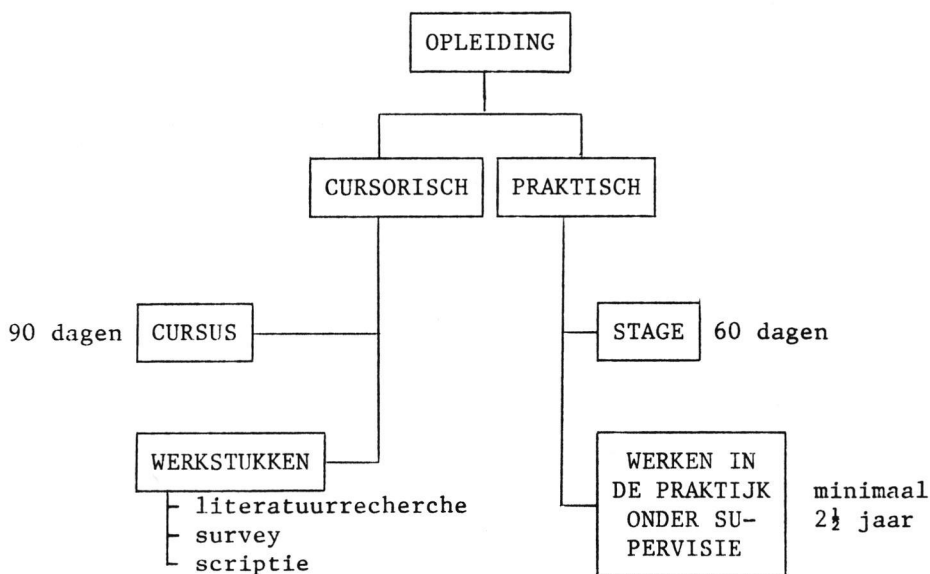 OPLEIDING
CURSORISCH
PRAKTISCH
90 dagen
CURSUS
STAGE
60 dagen
WERKSTUKKEN
literatuurrecherche
survey
scriptie
WERKEN IN
DE PRAKTIJK
ONDER SU-
PERVISIE
minimaal
2½ jaar